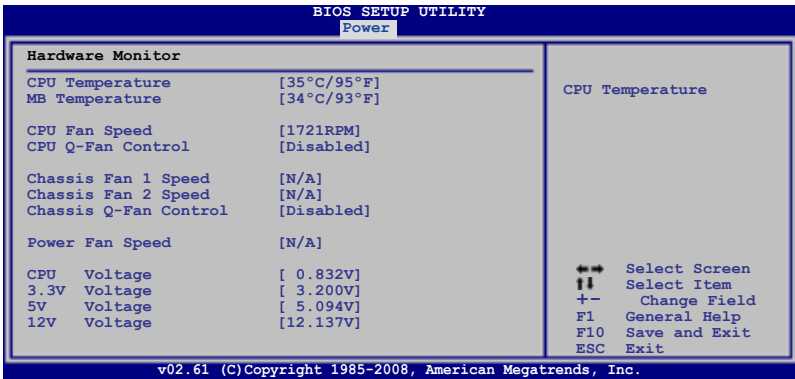 BIOS SETUP UTILITY
Power
Hardware Monitor
CPU Temperature [35°C/95°F]
MB Temperature [34°C/93°F]
CPU Fan Speed [1721RPM]
CPU Q-Fan Control [Disabled]
Chassis Fan 1 Speed [N/A]
Chassis Fan 2 Speed [N/A]
Chassis Q-Fan Control [Disabled]
Power Fan Speed [N/A]
CPU Voltage [ 0.832V]
3.3V Voltage [ 3.200V]
5V Voltage [ 5.094V]
12V Voltage [12.137V]
CPU Temperature
←→ Select Screen
↑↓ Select Item
+- Change Field
F1 General Help
F10 Save and Exit
ESC Exit
v02.61 (C)Copyright 1985-2008, American Megatrends, Inc.